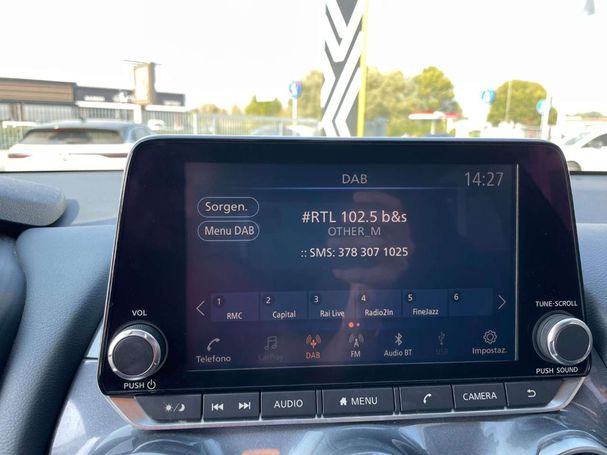 DAB
14:27
Sorgen.
#RTL 102.5 b&s
OTHER_M
Menu DAB
:: SMS: 378 307 1025
1 2 3 4 5 6
RMC Capital Rai Live Radio2In FineJazz
Telefono CarPlay DAB FM Audio BT USB Impostaz.
VOL
PUSH
TUNE·SCROLL
PUSH SOUND
AUDIO MENU CAMERA